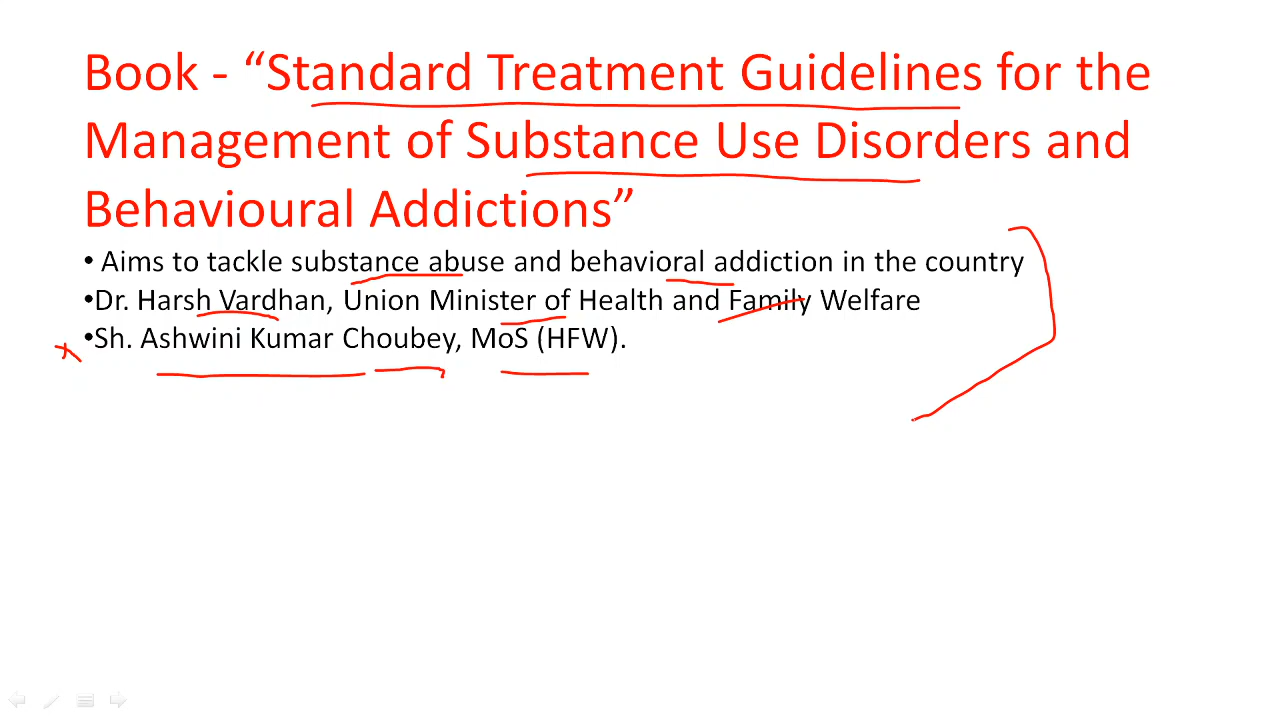 Book - “Standard Treatment Guidelines for the
Management of Substance Use Disorders and
Behavioural Addictions”
• Aims to tackle substance abuse and behavioral addiction in the country
•Dr. Harsh Vardhan, Union Minister of Health and Family Welfare
•Sh. Ashwini Kumar Choubey, MoS (HFW).